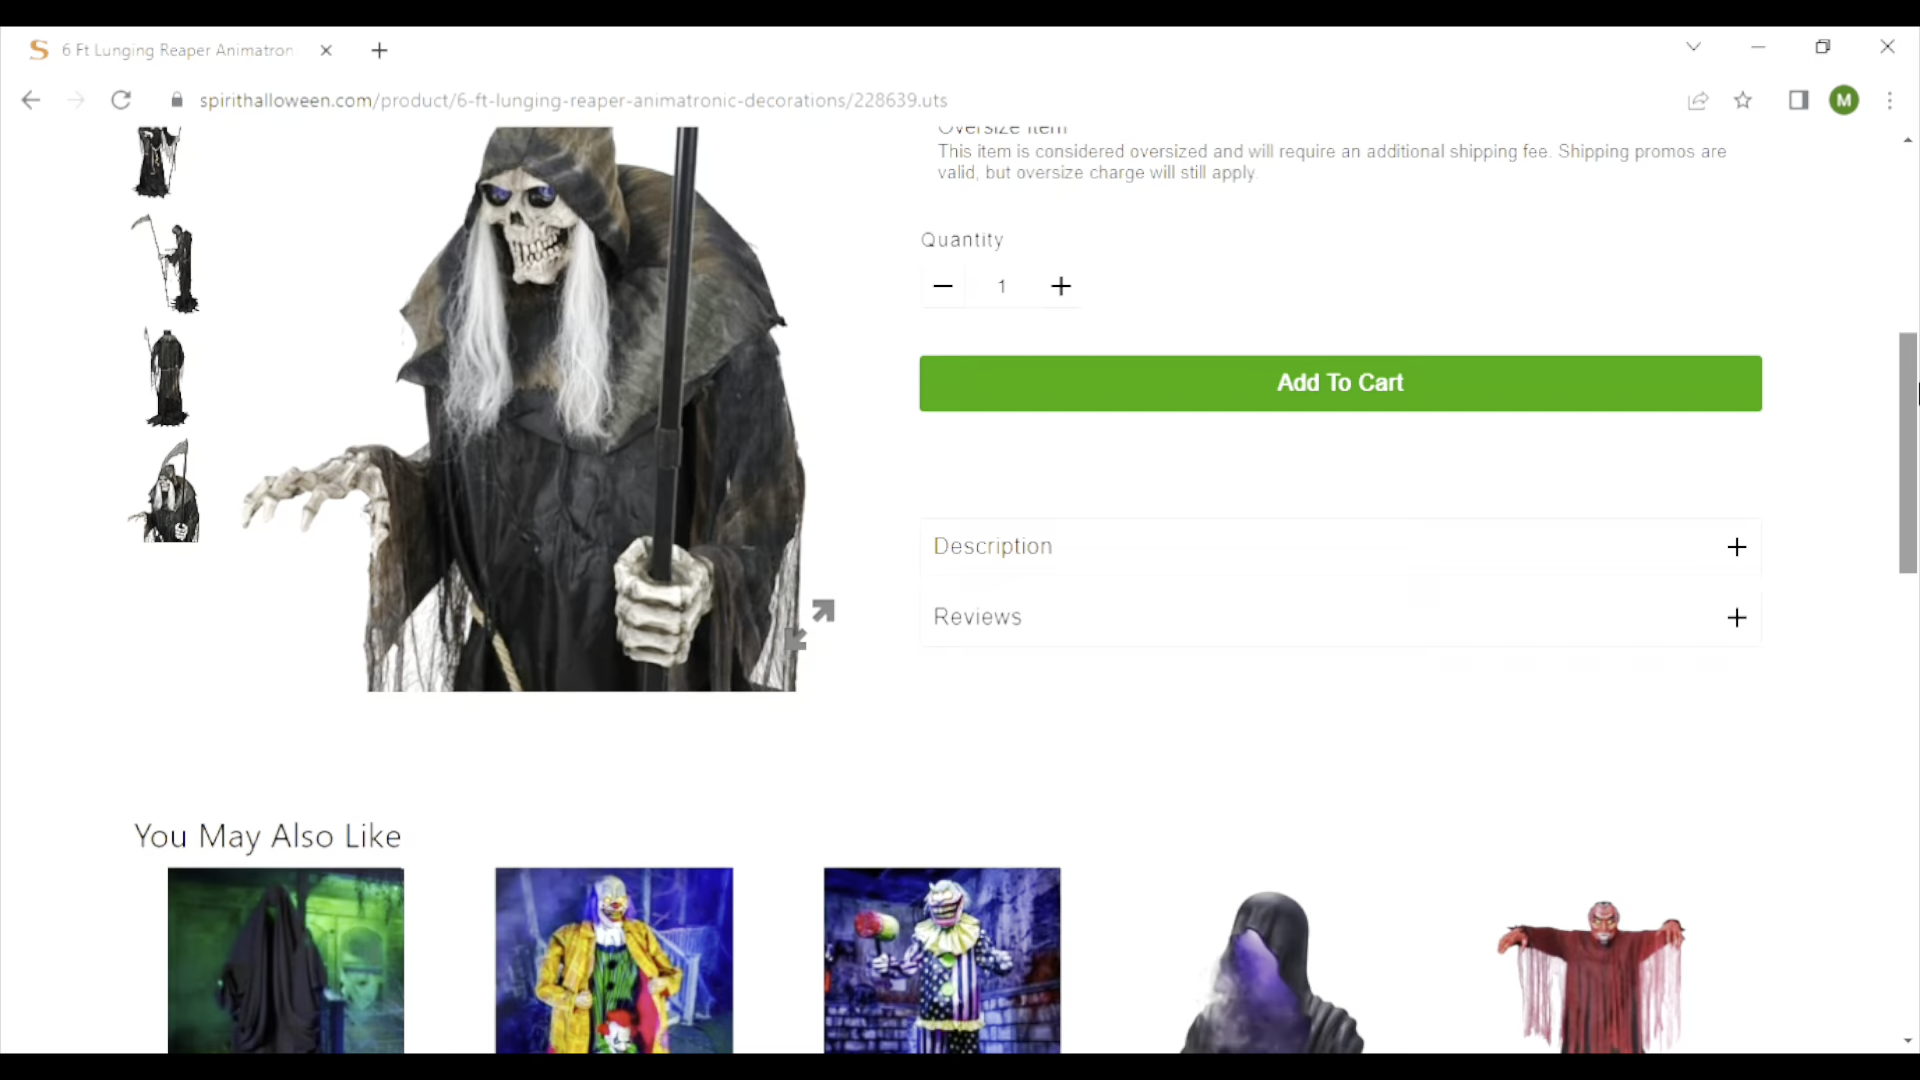 6 Ft Lunging Reaper Animatron
spirithalloween.com/product/6-ft-lunging-reaper-animatronic-decorations/228639.uts
M
Oversize Item
This item is considered oversized and will require an additional shipping fee. Shipping promos are
valid, but oversize charge will still apply.
Quantity
1
Add To Cart
Description
Reviews
You May Also Like